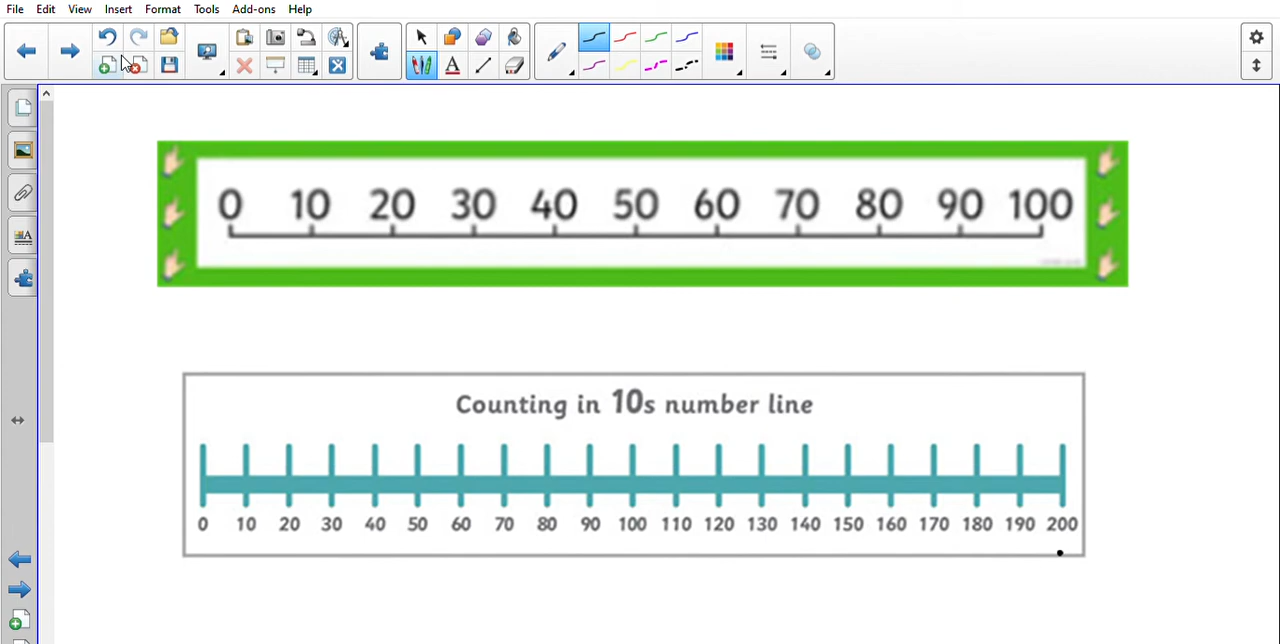 File Edit View Insert Format Tools Add-ons Help
0 10 20 30 40 50 60 70 80 90 100
Counting in 10s number line
0 10 20 30 40 50 60 70 80 90 100 110 120 130 140 150 160 170 180 190 200